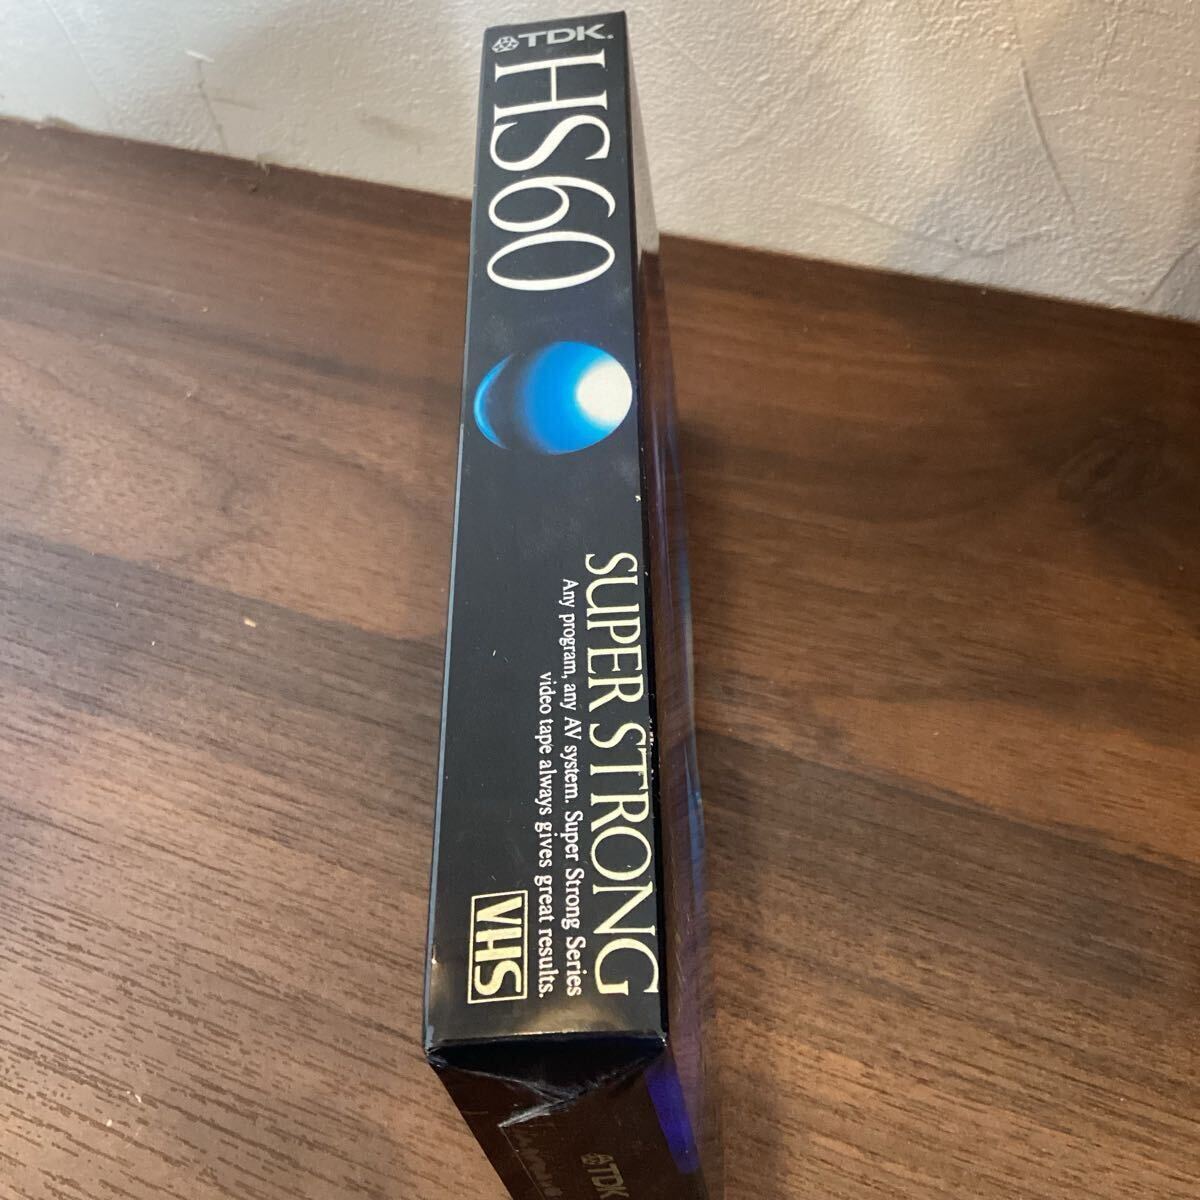 TDK.
HS60
SUPER STRONG
Any program, any AV system. Super Strong Series
video tape always gives great results.
VHS
TDK